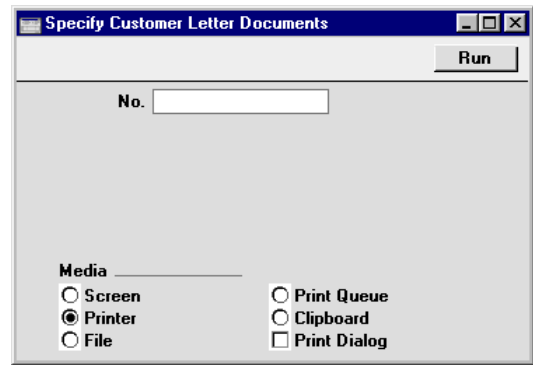 Specify Customer Letter Documents
Run
No.
Media
Screen
Print Queue
Printer
Clipboard
File
Print Dialog